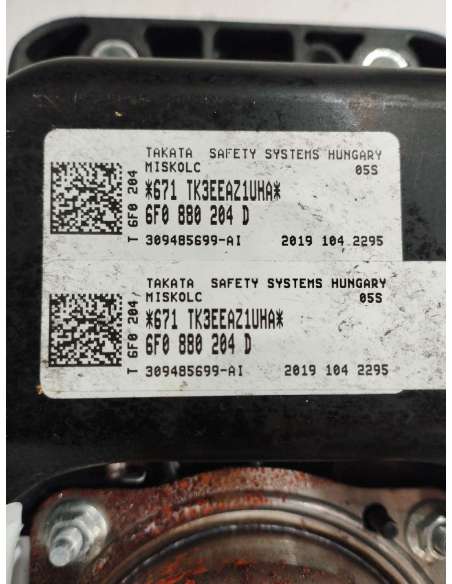 TAKATA SAFETY SYSTEMS HUNGARY
MISKOLC 05S
*671 TK3EEAZ1UHA*
6F0 880 204 D
309485699-AI 2019 104 2295
T 6F0 204
TAKATA SAFETY SYSTEMS HUNGARY
MISKOLC 05S
*671 TK3EEAZ1UHA*
6F0 880 204 D
309485699-AI 2019 104 2295
T 6F0 204